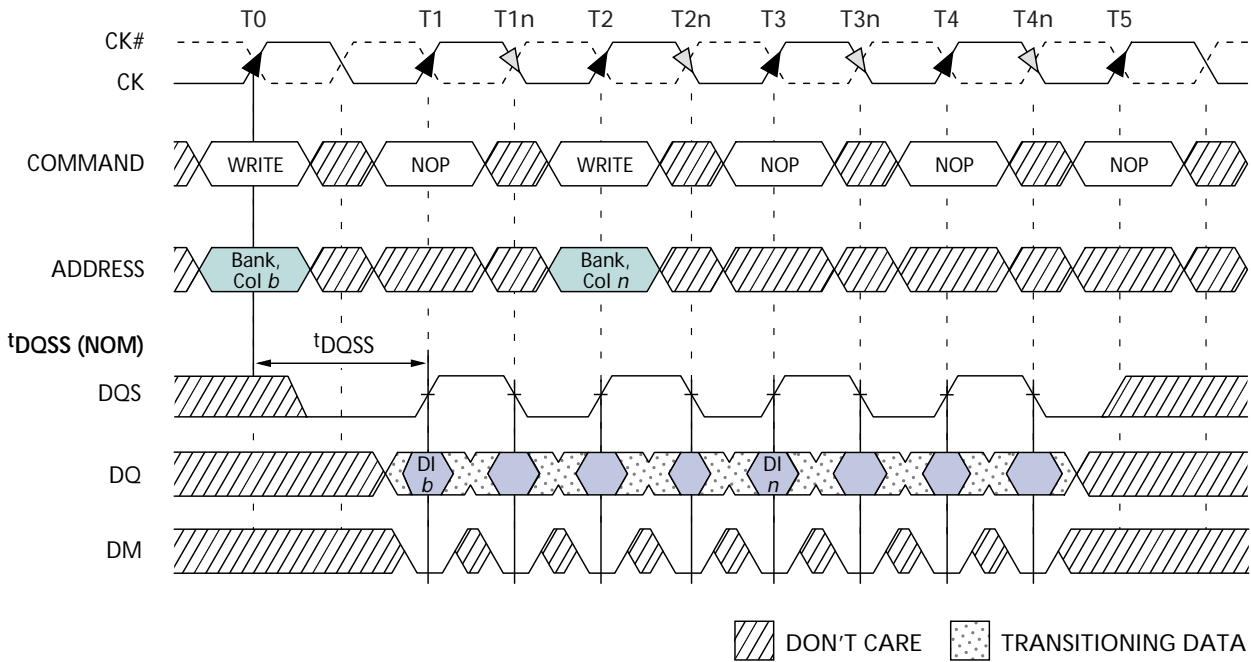 T0 T1 T1n T2 T2n T3 T3n T4 T4n T5
CK#
CK
COMMAND WRITE NOP WRITE NOP NOP NOP
ADDRESS Bank, Col b Bank, Col n
tDQSS (NOM) tDQSS
DQS
DQ DI b DI n
DM
DON'T CARE TRANSITIONING DATA